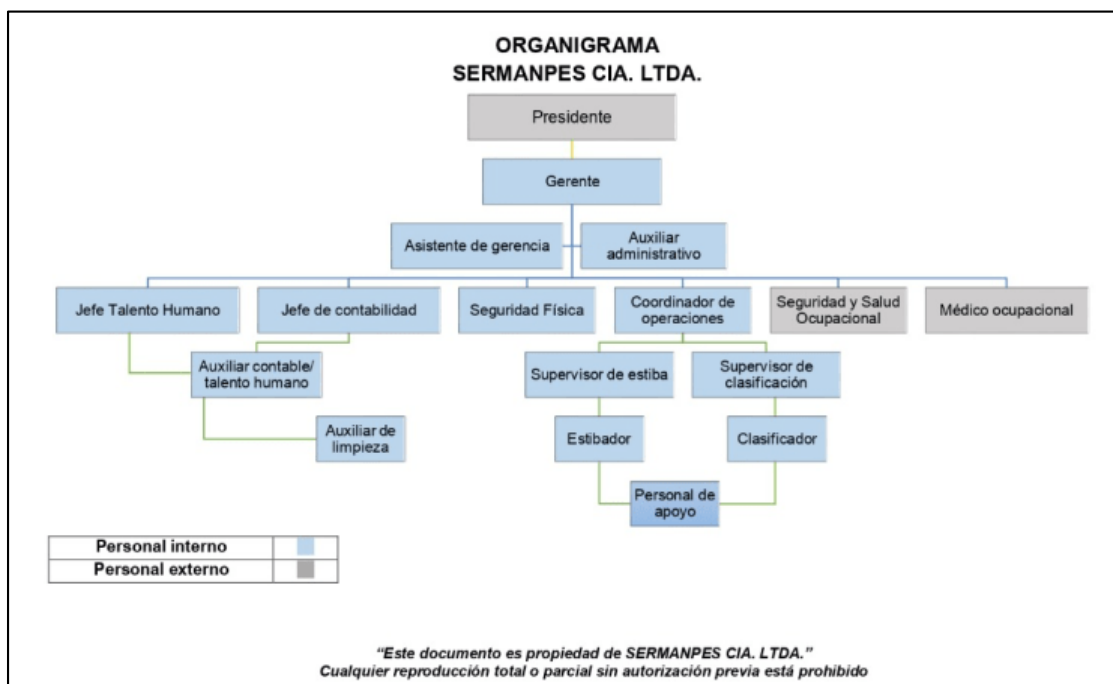 ORGANIGRAMA
SERMANPES CIA. LTDA.
Presidente
Gerente
Asistente de gerencia
Auxiliar
administrativo
Jefe Talento Humano
Jefe de contabilidad
Seguridad Física
Coordinador de
operaciones
Seguridad y Salud
Ocupacional
Médico ocupacional
Auxiliar contable/
talento humano
Supervisor de estiba
Supervisor de
clasificación
Auxiliar de
limpieza
Estibador
Clasificador
Personal de
apoyo
Personal interno
Personal externo
“Este documento es propiedad de SERMANPES CIA. LTDA.”
Cualquier reproducción total o parcial sin autorización previa está prohibido